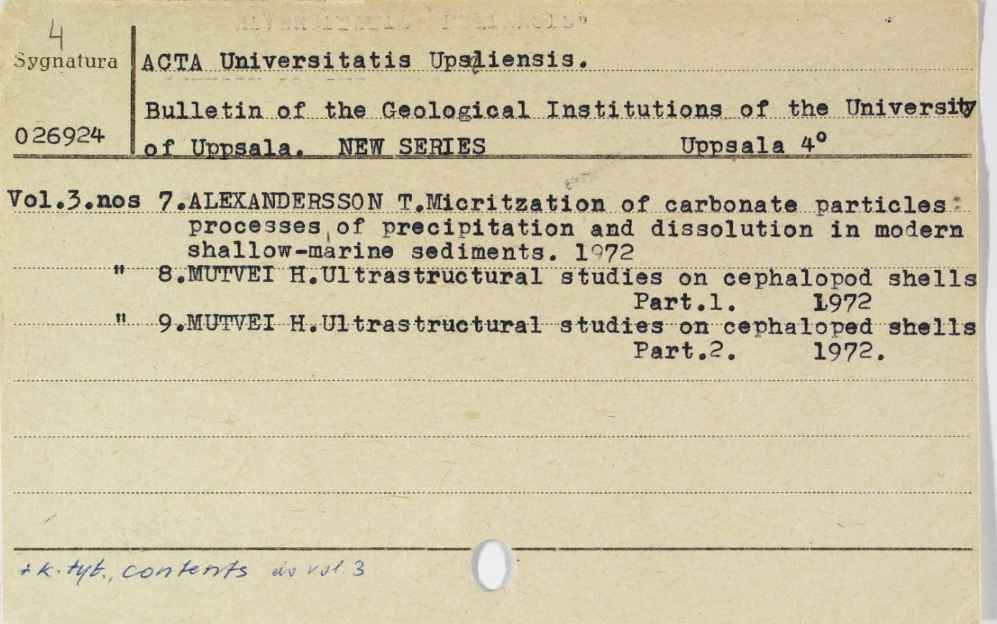 4
Sygnatura
ACTA Universitatis Upsaliensis.
Bulletin of the Geological Institutions of the University
026924
of Uppsala. NEW SERIES Uppsala 4°
Vol.3.nos 7.ALEXANDERSSON T.Micritzation of carbonate particles:
processes of precipitation and dissolution in modern
shallow-marine sediments. 1972
" 8.MUTVEI H.Ultrastructural studies on cephalopod shells
Part.1. 1972
" 9.MUTVEI H.Ultrastructural studies on cephaloped shells
Part.2. 1972.
+ k. tyt., contents do vol. 3